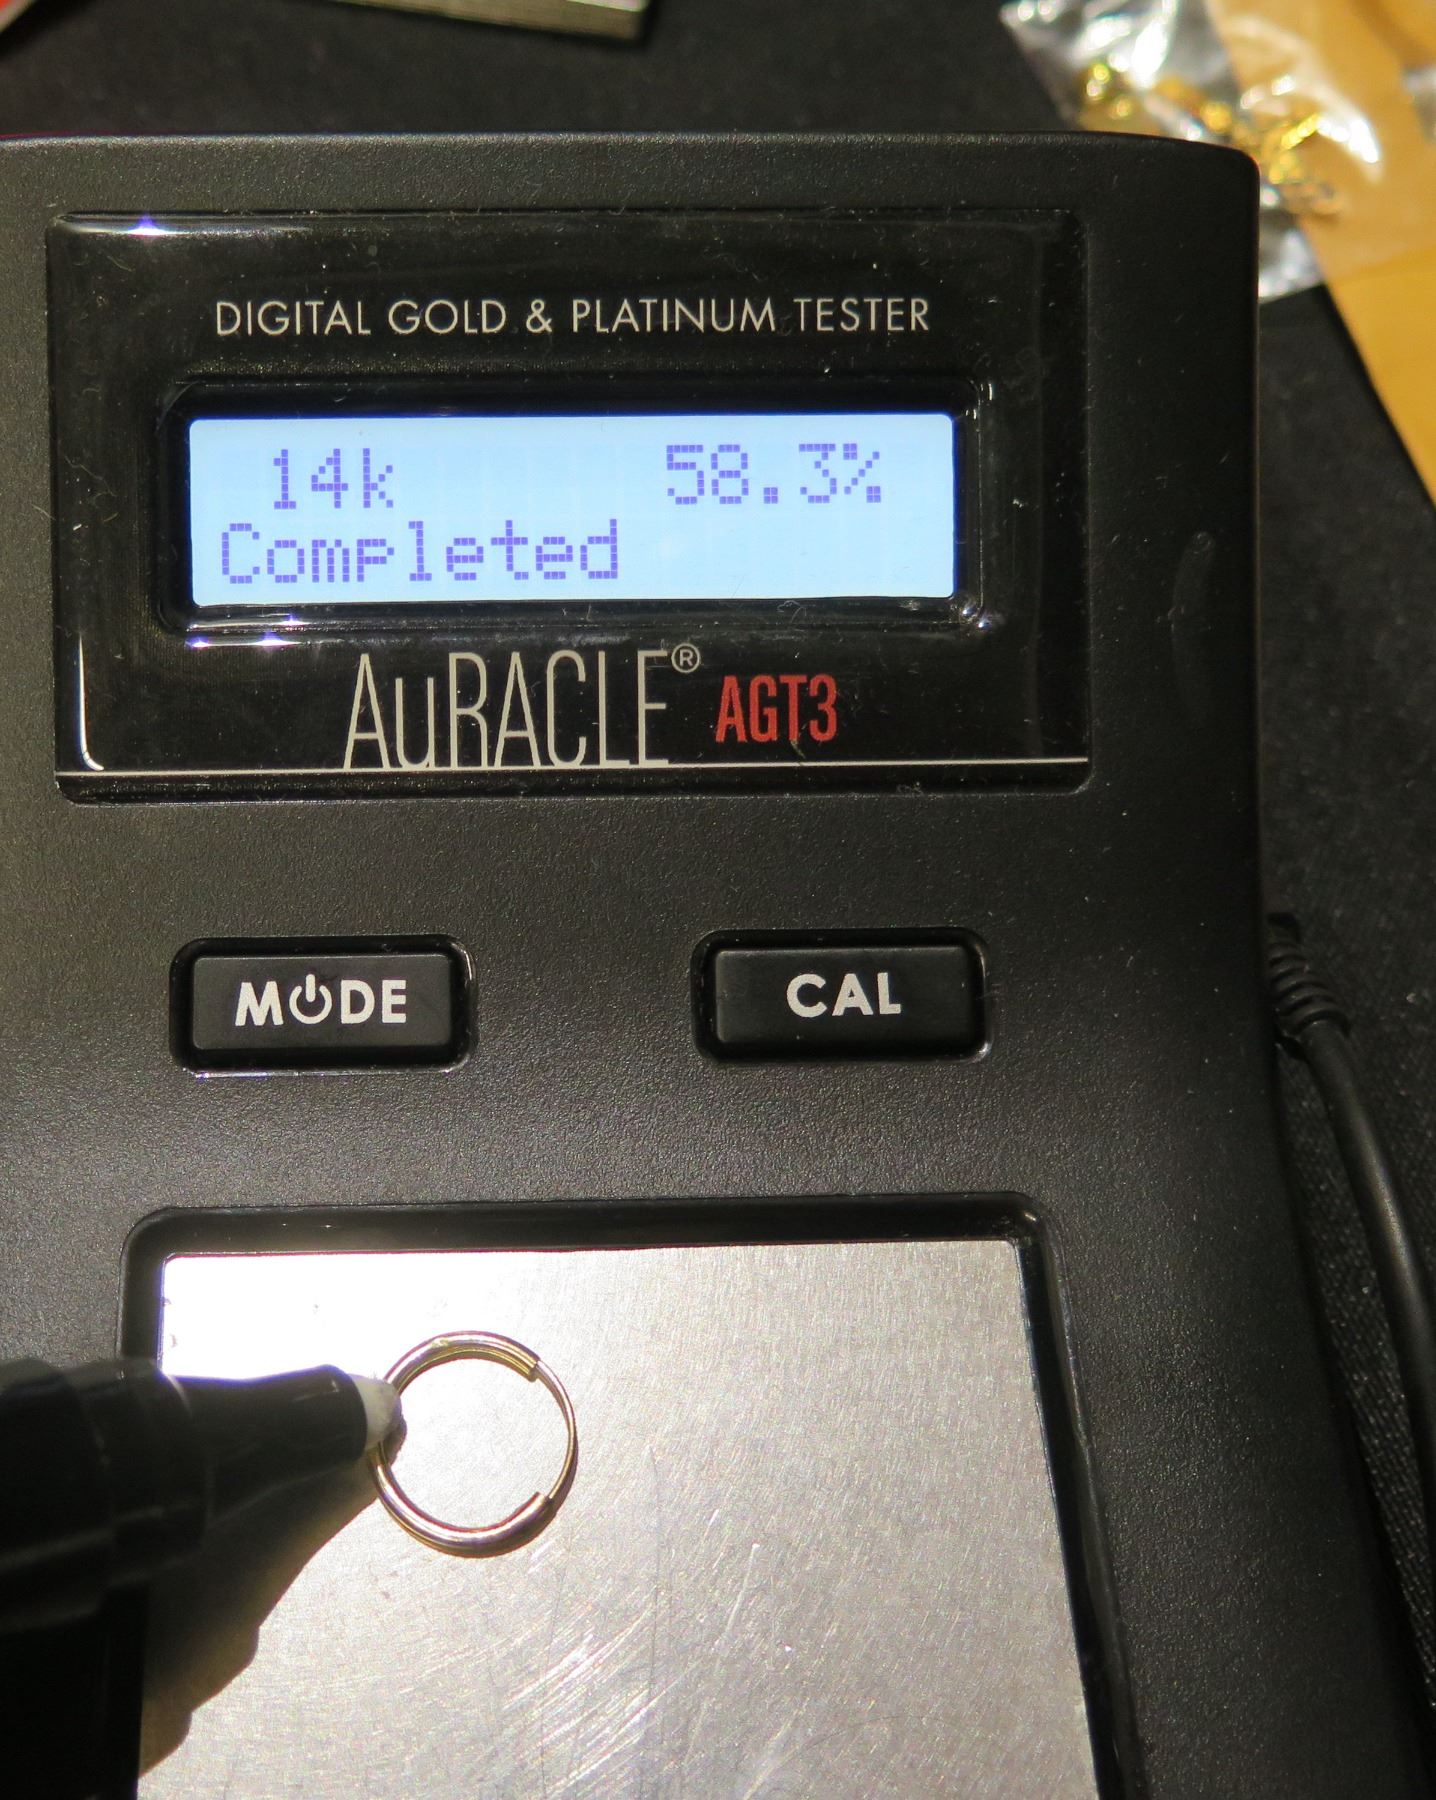 DIGITAL GOLD & PLATINUM TESTER
14k 58.3%
Completed
AuRACLE® AGT3
MODE CAL